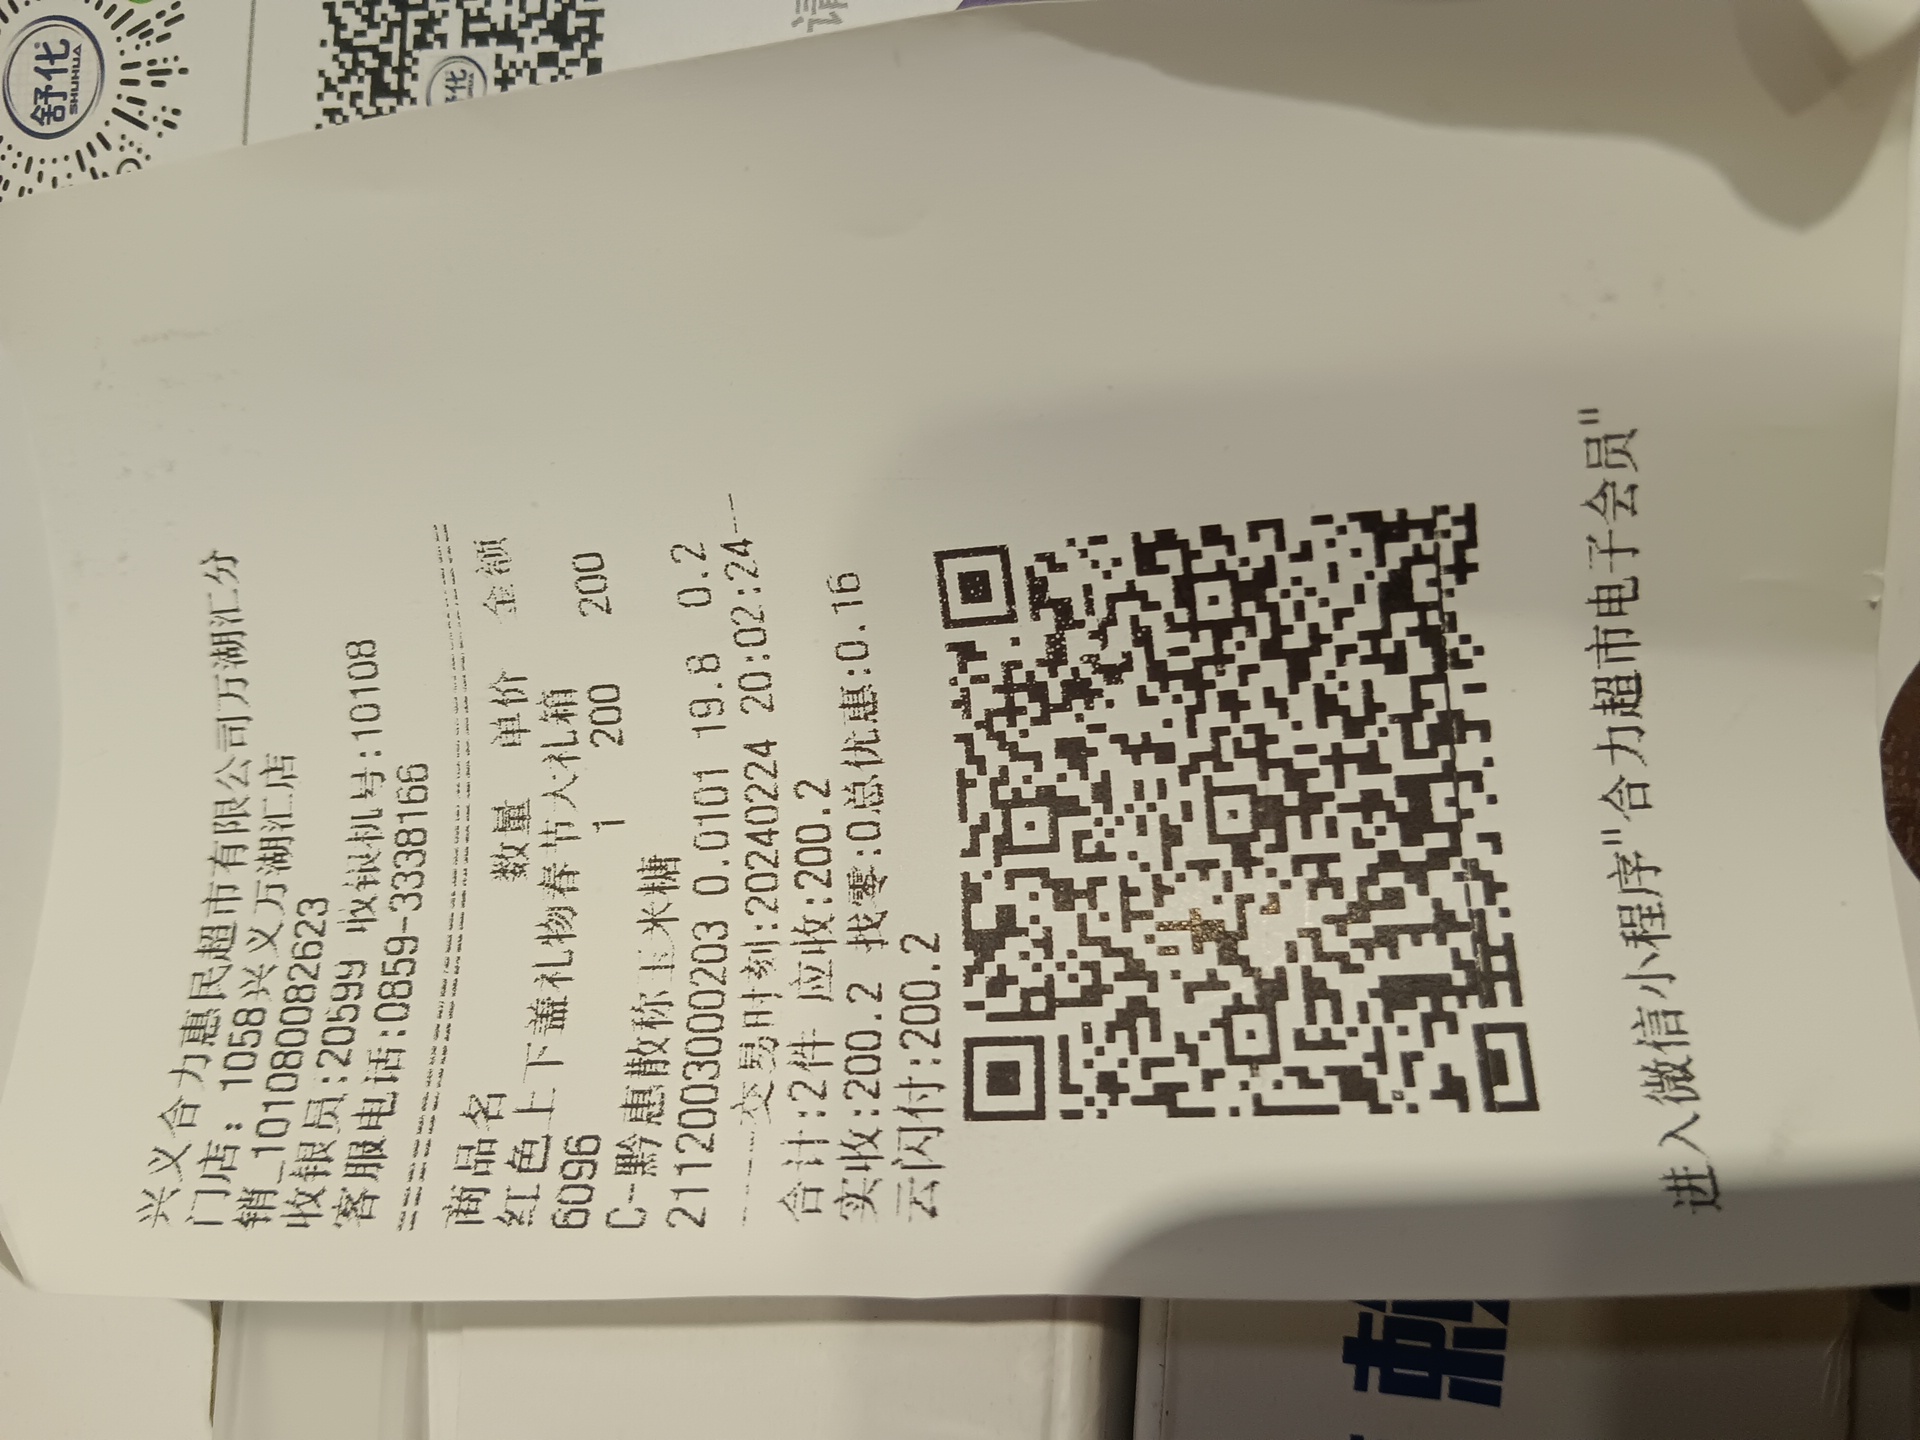 兴义合力惠民超市有限公司万湖汇分
门店: 1058兴义万湖汇店
销_1010800082623
收银员:20599 收银机号:10108
客服电话:0859-3338166
商品名 数量 单价 金额
红色上下盖礼物春节大礼箱
6096 1 200 200
C-黔惠散称玉米糖
2112003000203 0.0101 19.8 0.2
----交易时刻:20240224 20:02:24--
合计:2件 应收:200.2
实收:200.2 找零:0总优惠:0.16
云闪付:200.2
进入微信小程序"合力超市电子会员"
舒化
SHUHUA